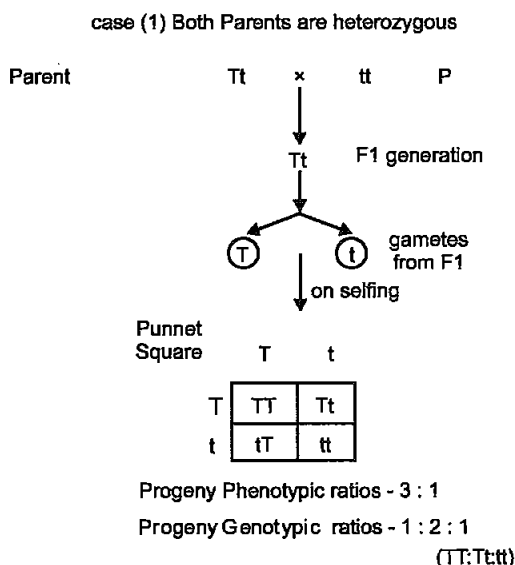 case (1) Both Parents are heterozygous
Parent Tt × tt P
Tt F1 generation
T t gametes
from F1
on selfing
Punnet
Square T t
T TT Tt
t tT tt
Progeny Phenotypic ratios - 3 : 1
Progeny Genotypic ratios - 1 : 2 : 1
(TT:Tt:tt)